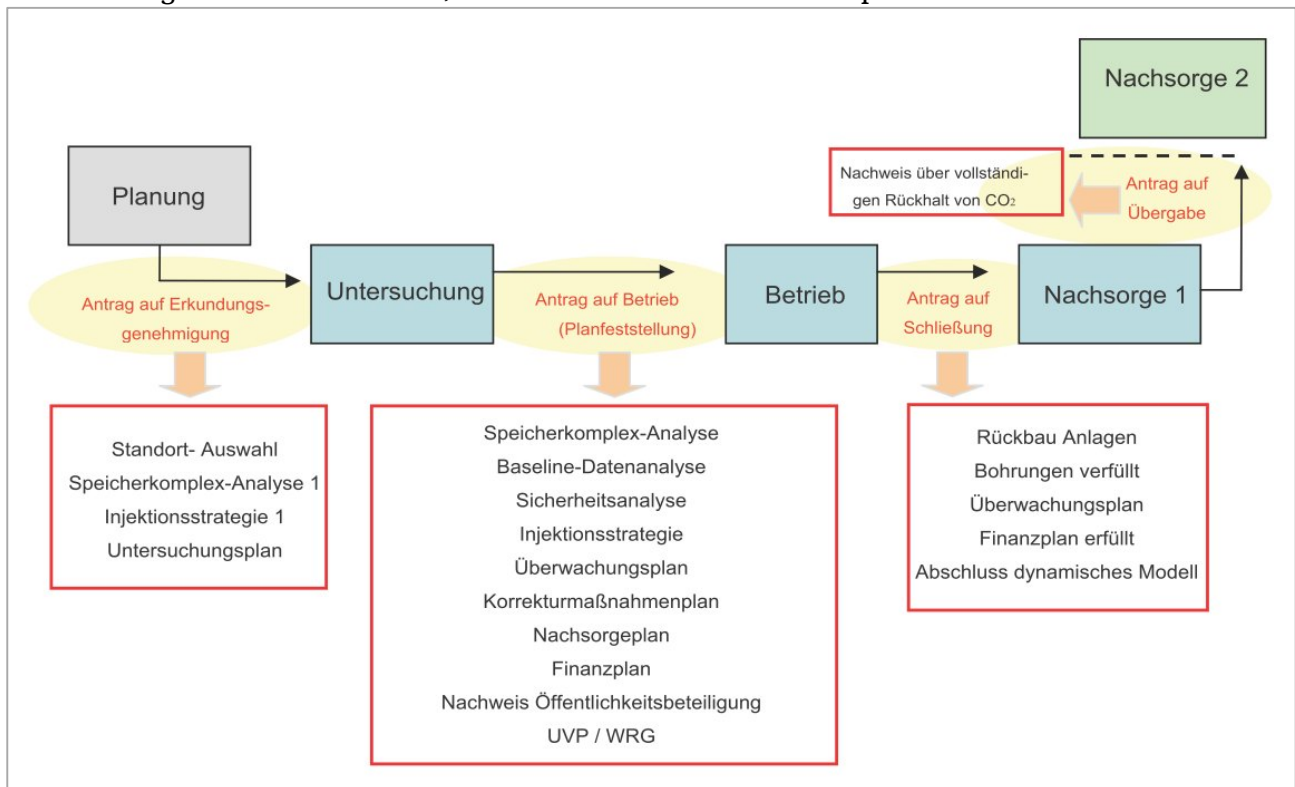 Nachsorge 2
Planung
Nachweis über vollständi-
gen Rückhalt von CO₂
Antrag auf
Übergabe
Antrag auf Erkundungs-
genehmigung
Untersuchung
Antrag auf Betrieb
(Planfeststellung)
Betrieb
Antrag auf
Schließung
Nachsorge 1
Standort- Auswahl
Speicherkomplex-Analyse 1
Injektionsstrategie 1
Untersuchungsplan
Speicherkomplex-Analyse
Baseline-Datenanalyse
Sicherheitsanalyse
Injektionsstrategie
Überwachungsplan
Korrekturmaßnahmenplan
Nachsorgeplan
Finanzplan
Nachweis Öffentlichkeitsbeteiligung
UVP / WRG
Rückbau Anlagen
Bohrungen verfüllt
Überwachungsplan
Finanzplan erfüllt
Abschluss dynamisches Modell